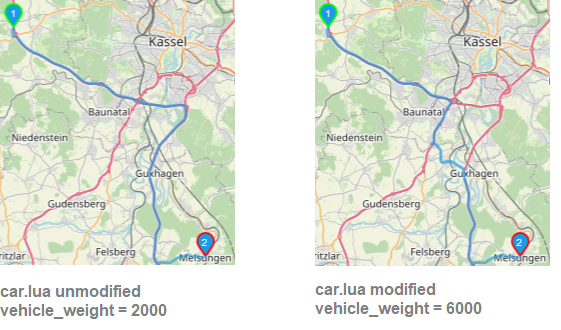 1
Kassel
Baunatal
Niedenstein
Guxhagen
Gudensberg
2
Felsberg
Melsungen
ritzlar
car.lua unmodified
vehicle_weight = 2000
1
Kassel
Baunatal
Niedenstein
Guxhagen
Gudensberg
2
Felsberg
Melsungen
ritzlar
car.lua modified
vehicle_weight = 6000